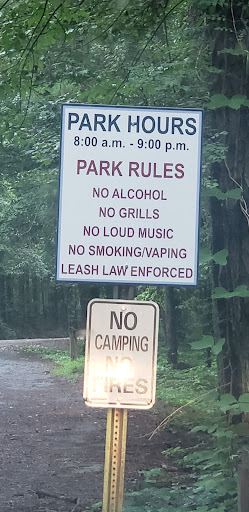 PARK HOURS
8:00 a.m. - 9:00 p.m.
PARK RULES
NO ALCOHOL
NO GRILLS
NO LOUD MUSIC
NO SMOKING/VAPING
LEASH LAW ENFORCED
NO
CAMPING
NO
FIRES